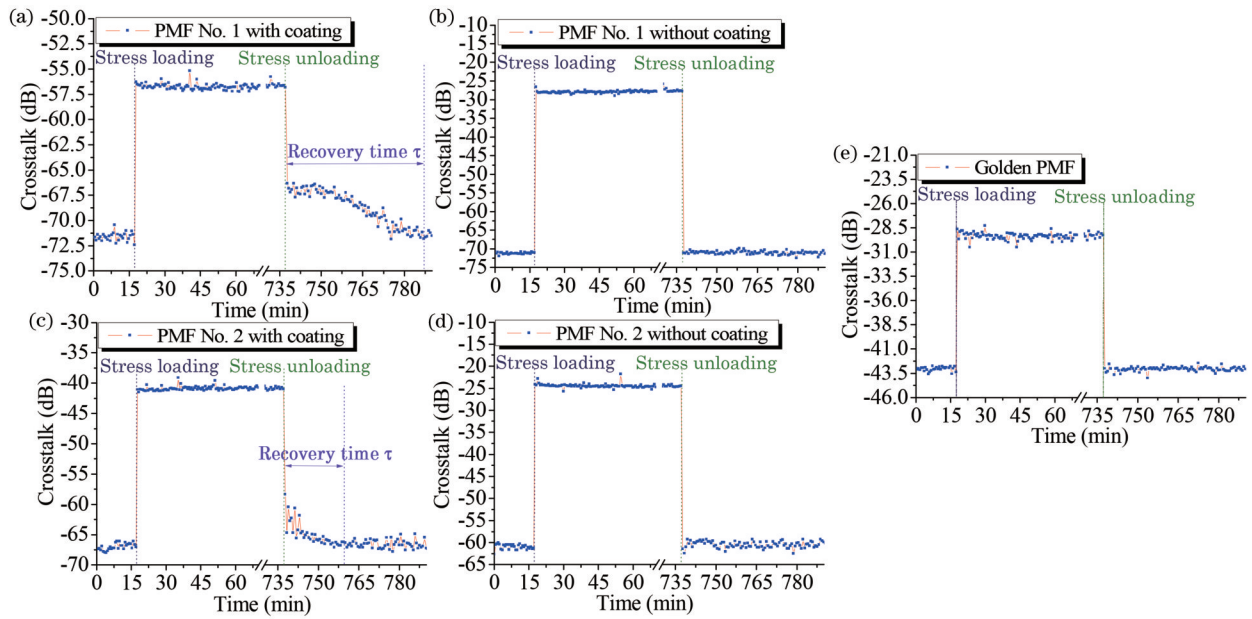 (a)
-50.0
-52.5
-55.0
-57.5
-60.0
-62.5
-65.0
-67.5
-70.0
-72.5
-75.0
Crosstalk (dB)
PMF No. 1 with coating
Stress loading
Stress unloading
Recovery time τ
0 15 30 45 60 735 750 765 780
Time (min)
(b)
-10
-15
-20
-25
-30
-35
-40
-45
-50
-55
-60
-65
-70
-75
Crosstalk (dB)
PMF No. 1 without coating
Stress loading
Stress unloading
0 15 30 45 60 735 750 765 780
Time (min)
(c)
-30
-35
-40
-45
-50
-55
-60
-65
-70
Crosstalk (dB)
PMF No. 2 with coating
Stress loading
Stress unloading
Recovery time τ
0 15 30 45 60 735 750 765 780
Time (min)
(d)
-10
-15
-20
-25
-30
-35
-40
-45
-50
-55
-60
-65
Crosstalk (dB)
PMF No. 2 without coating
Stress loading
Stress unloading
0 15 30 45 60 735 750 765 780
Time (min)
(e)
-21.0
-23.5
-26.0
-28.5
-31.0
-33.5
-36.0
-38.5
-41.0
-43.5
-46.0
Crosstalk (dB)
Golden PMF
Stress loading
Stress unloading
0 15 30 45 60 735 750 765 780
Time (min)